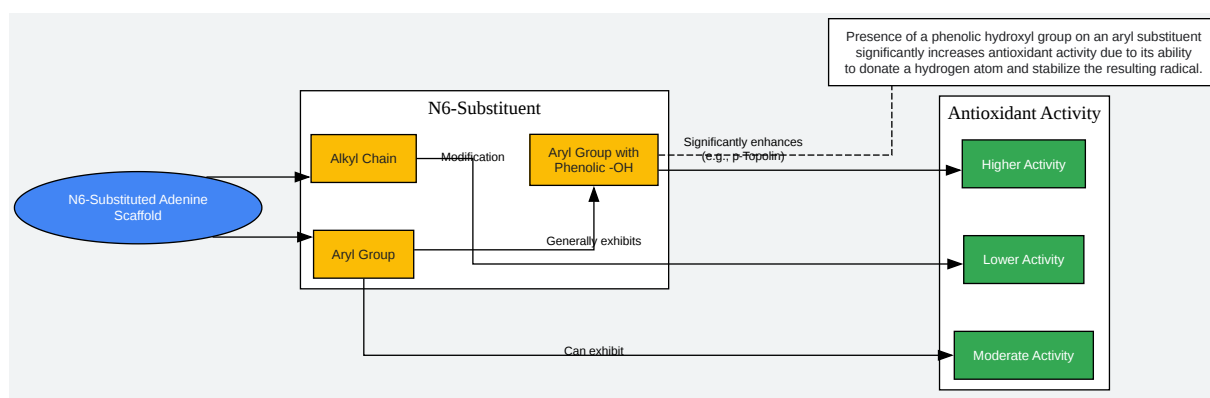 Presence of a phenolic hydroxyl group on an aryl substituent
significantly increases antioxidant activity due to its ability
to donate a hydrogen atom and stabilize the resulting radical.
N6-Substituent
Antioxidant Activity
Alkyl Chain
Modification
Aryl Group with
Phenolic -OH
Significantly enhances
(e.g., p-Topolin)
Higher Activity
N6-Substituted Adenine
Scaffold
Aryl Group
Generally exhibits
Lower Activity
Can exhibit
Moderate Activity